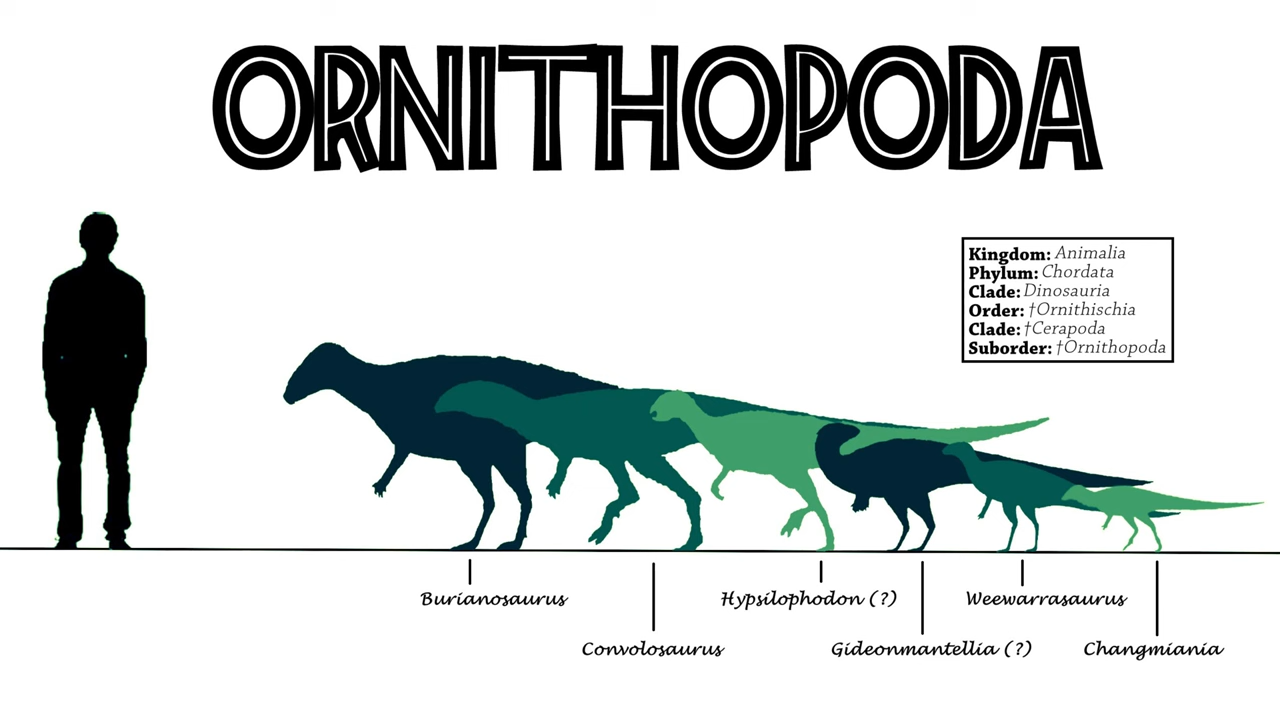 ORNITHOPODA
Kingdom: Animalia
Phylum: Chordata
Clade: Dinosauria
Order: †Ornithischia
Clade: †Cerapoda
Suborder: †Ornithopoda
Burianosaurus
Hypsilophodon (?)
Weewarrasaurus
Convolosaurus
Gideonmantellia (?)
Changmiania